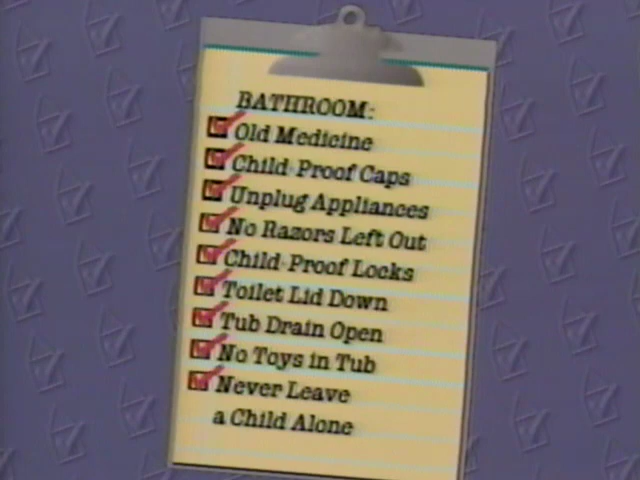 BATHROOM:
Old Medicine
Child-Proof Caps
Unplug Appliances
No Razors Left Out
Child-Proof Locks
Toilet Lid Down
Tub Drain Open
No Toys in Tub
Never Leave
a Child Alone